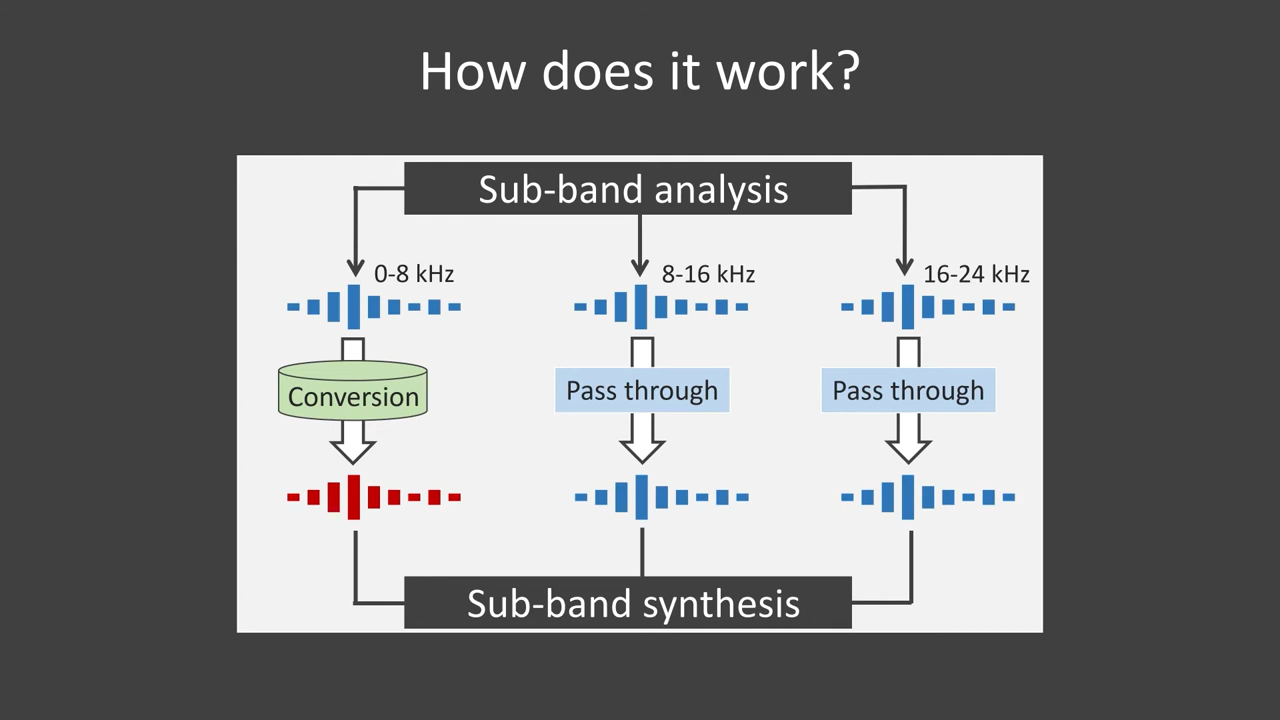 How does it work?
Sub-band analysis
0-8 kHz
8-16 kHz
16-24 kHz
Conversion
Pass through
Pass through
Sub-band synthesis